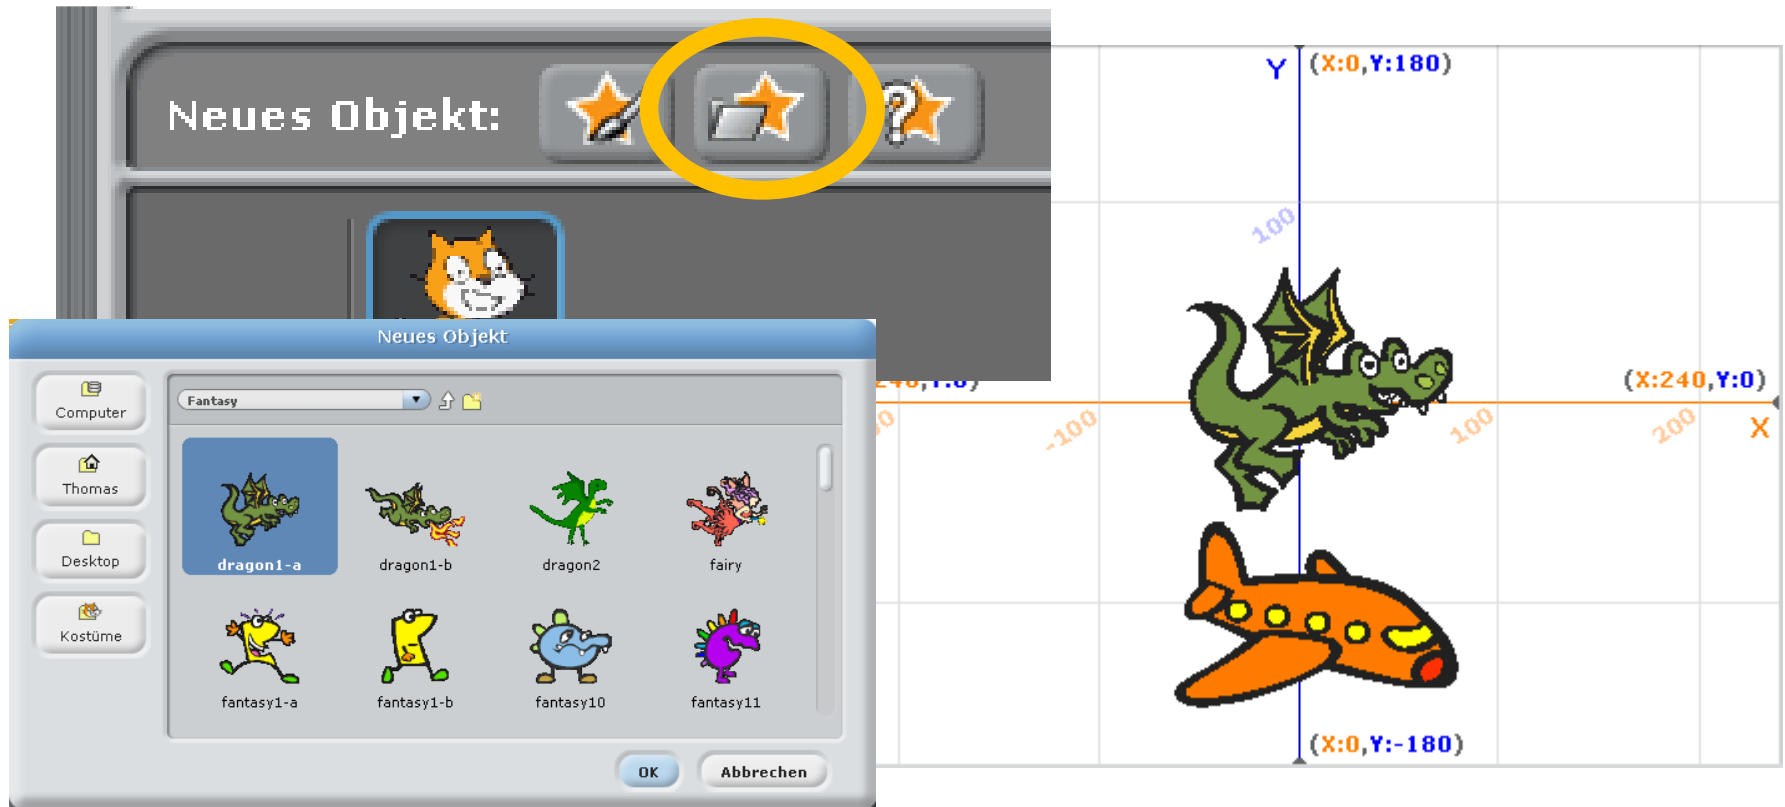 Neues Objekt:
Neues Objekt
Computer
Thomas
Desktop
Kostüme
Fantasy
dragon1-a
dragon1-b
dragon2
fairy
fantasy1-a
fantasy1-b
fantasy10
fantasy11
OK
Abbrechen
Y
(X:0,Y:180)
100
(X:240,Y:0)
-100
100
200
X
(X:0,Y:-180)